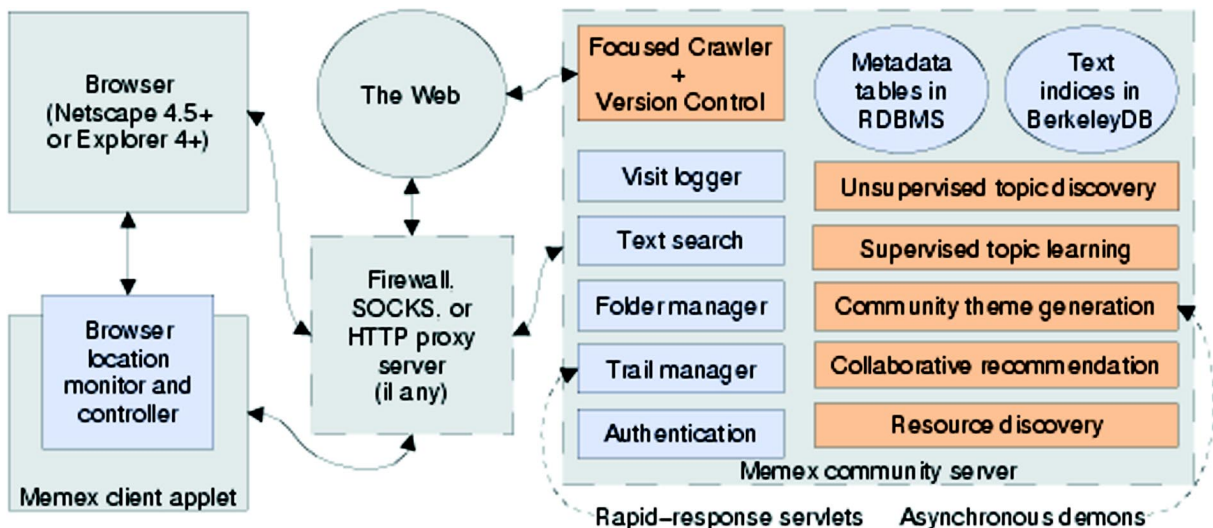 Browser
(Netscape 4.5+
or Explorer 4+)
The Web
Focused Crawler
+
Version Control
Metadata
tables in
RDBMS
Text
indices in
BerkeleyDB
Visit logger
Unsupervised topic discovery
Text search
Supervised topic learning
Firewall.
SOCKS. or
HTTP proxy
server
(il any)
Folder manager
Community theme generation
Browser
location
monitor and
controller
Trail manager
Collaborative recommendation
Authentication
Resource discovery
Memex client applet
Memex community server
Rapid-response servlets
Asynchronous demons